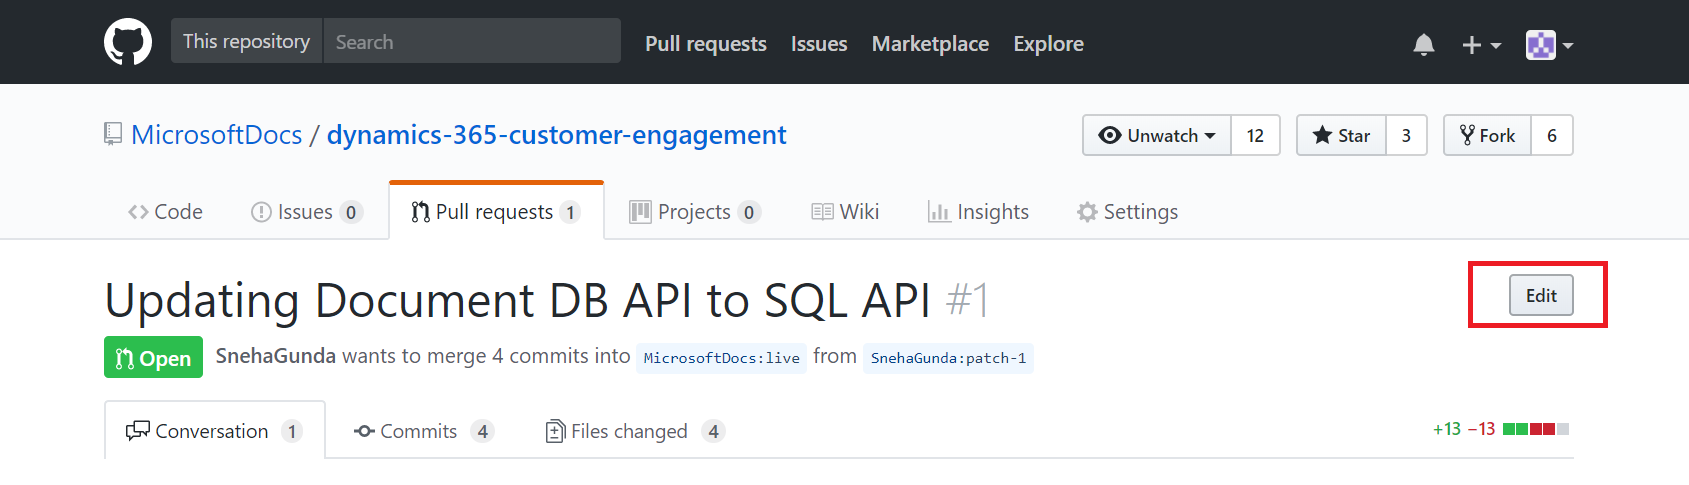 This repository Search Pull requests Issues Marketplace Explore
MicrosoftDocs / dynamics-365-customer-engagement Unwatch 12 Star 3 Fork 6
Code Issues 0 Pull requests 1 Projects 0 Wiki Insights Settings
Updating Document DB API to SQL API #1 Edit
Open SnehaGunda wants to merge 4 commits into MicrosoftDocs:live from SnehaGunda:patch-1
Conversation 1 Commits 4 Files changed 4 +13 −13